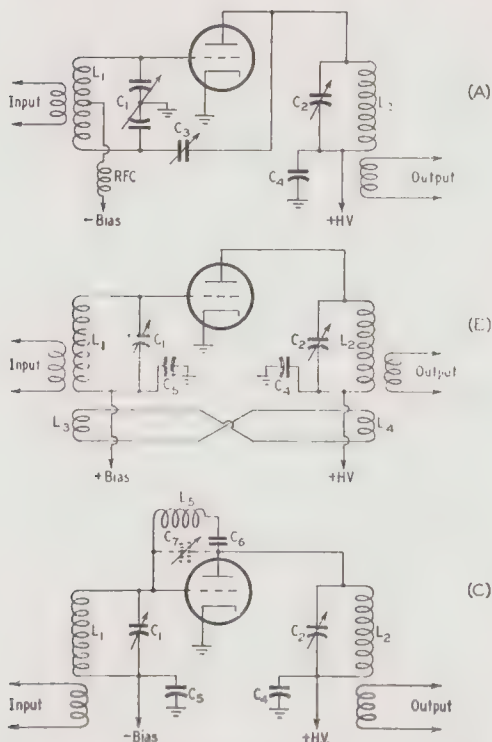 (A)
L1
C1
C2
L2
Input
C3
RFC
C4
Output
-Bias
+HV
(E)
L1
C1
C2
L2
Input
C5
C4
Output
L3
L4
+Bias
+HV
L5
C7
C6
(C)
L1
C1
C2
L2
C5
C4
Input
Output
-Bias
+HV